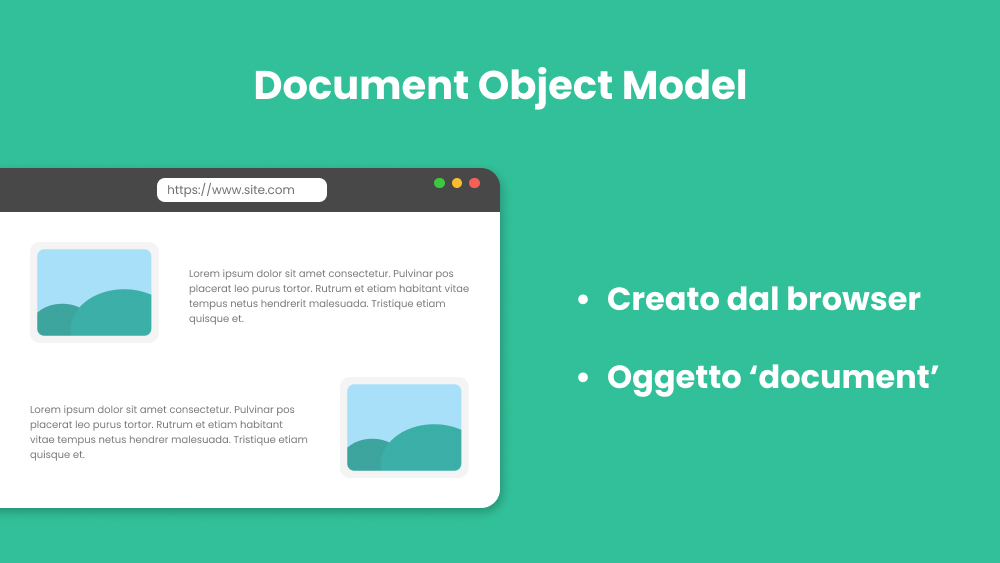 Document Object Model
https://www.site.com
Lorem ipsum dolor sit amet consectetur. Pulvinar pos
placerat leo purus tortor. Rutrum et etiam habitant vitae
tempus netus hendrerit malesuada. Tristique etiam
quisque et.
Lorem ipsum dolor sit amet consectetur. Pulvinar pos
placerat leo purus tortor. Rutrum et etiam habitant
vitae tempus netus hendrer malesuada. Tristique etiam
quisque et.
• Creato dal browser
• Oggetto ‘document’